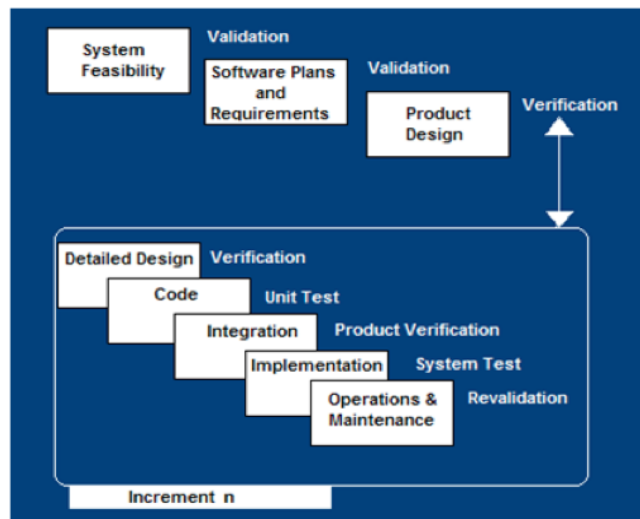 System
Feasibility
Validation
Software Plans
and
Requirements
Validation
Product
Design
Verification
Detailed Design
Verification
Code
Unit Test
Integration
Product Verification
Implementation
System Test
Operations &
Maintenance
Revalidation
Increment n